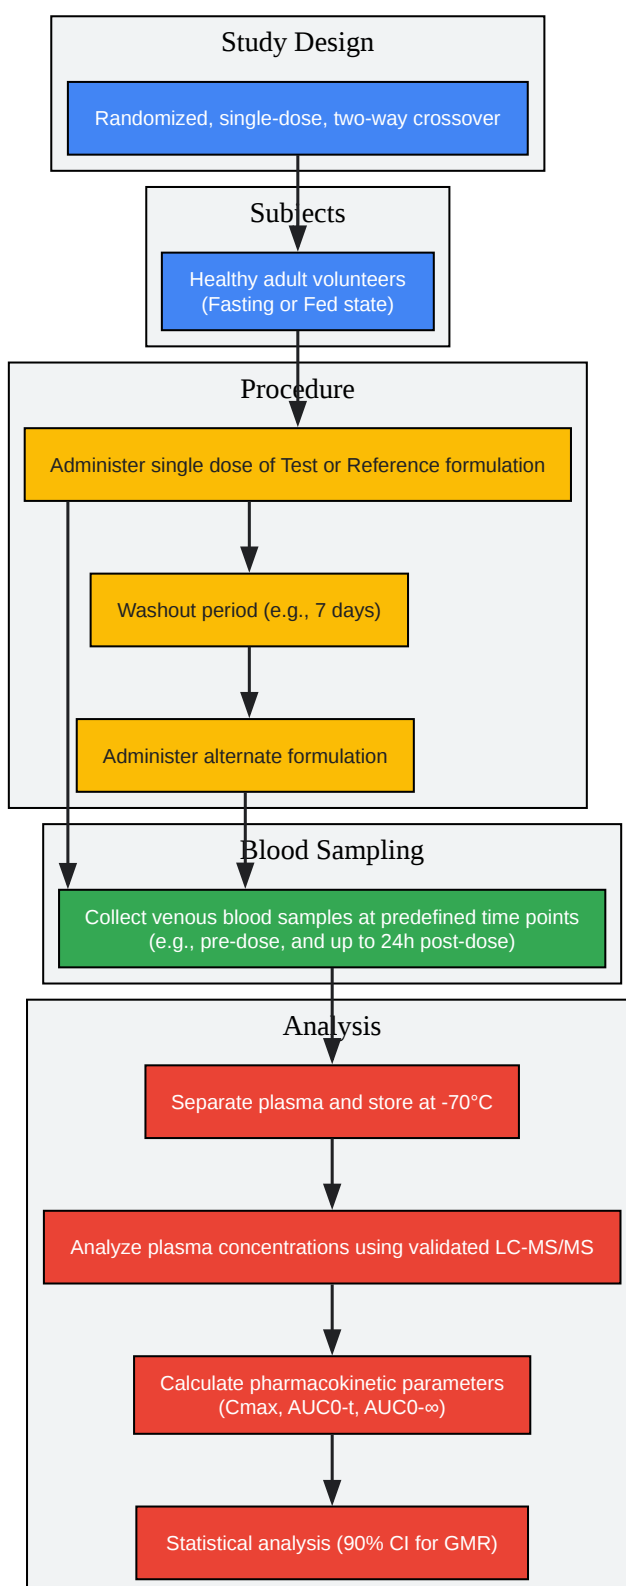 Study Design
Randomized, single-dose, two-way crossover
Subjects
Healthy adult volunteers
(Fasting or Fed state)
Procedure
Administer single dose of Test or Reference formulation
Washout period (e.g., 7 days)
Administer alternate formulation
Blood Sampling
Collect venous blood samples at predefined time points
(e.g., pre-dose, and up to 24h post-dose)
Analysis
Separate plasma and store at -70°C
Analyze plasma concentrations using validated LC-MS/MS
Calculate pharmacokinetic parameters
(Cmax, AUC0-t, AUC0-∞)
Statistical analysis (90% CI for GMR)